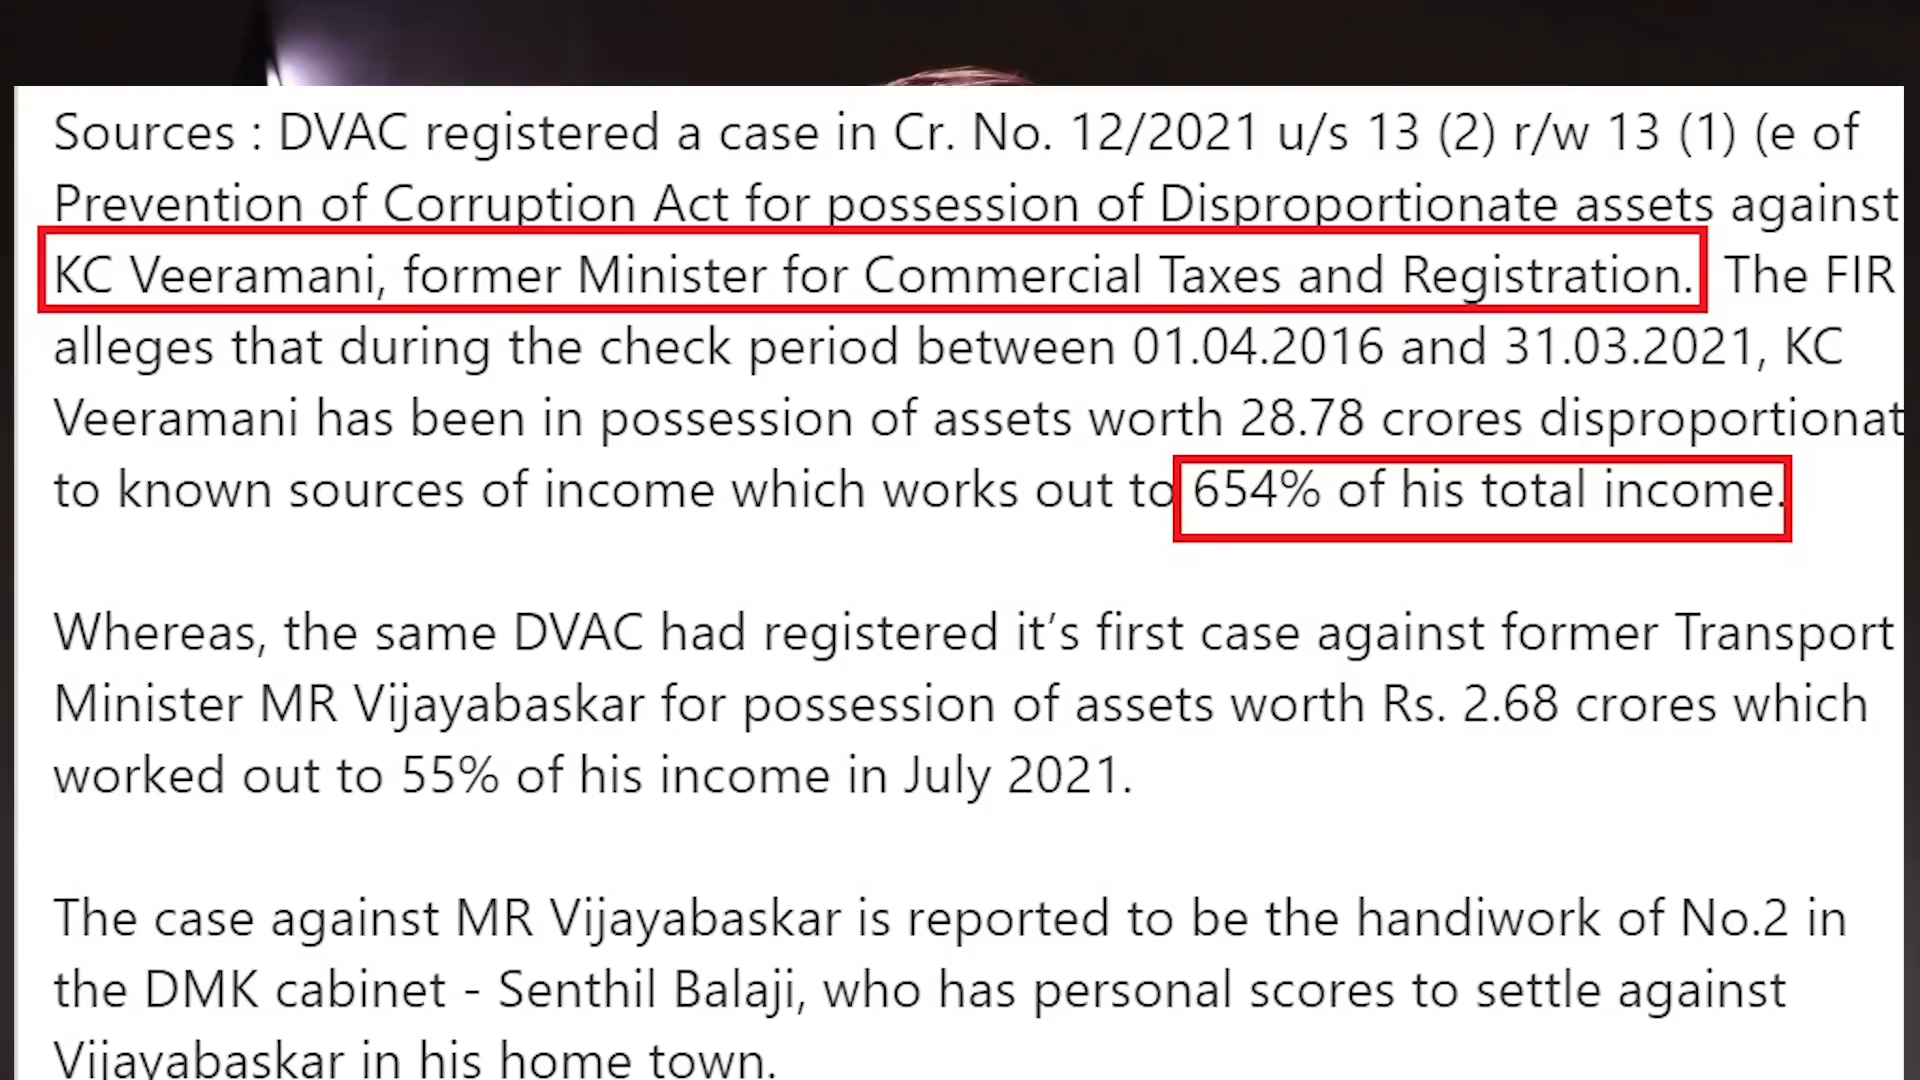 Sources : DVAC registered a case in Cr. No. 12/2021 u/s 13 (2) r/w 13 (1) (e of
Prevention of Corruption Act for possession of Disproportionate assets against
KC Veeramani, former Minister for Commercial Taxes and Registration. The FIR
alleges that during the check period between 01.04.2016 and 31.03.2021, KC
Veeramani has been in possession of assets worth 28.78 crores disproportionat
to known sources of income which works out to 654% of his total income.
Whereas, the same DVAC had registered it’s first case against former Transport
Minister MR Vijayabaskar for possession of assets worth Rs. 2.68 crores which
worked out to 55% of his income in July 2021.
The case against MR Vijayabaskar is reported to be the handiwork of No.2 in
the DMK cabinet - Senthil Balaji, who has personal scores to settle against
Vijayabaskar in his home town.